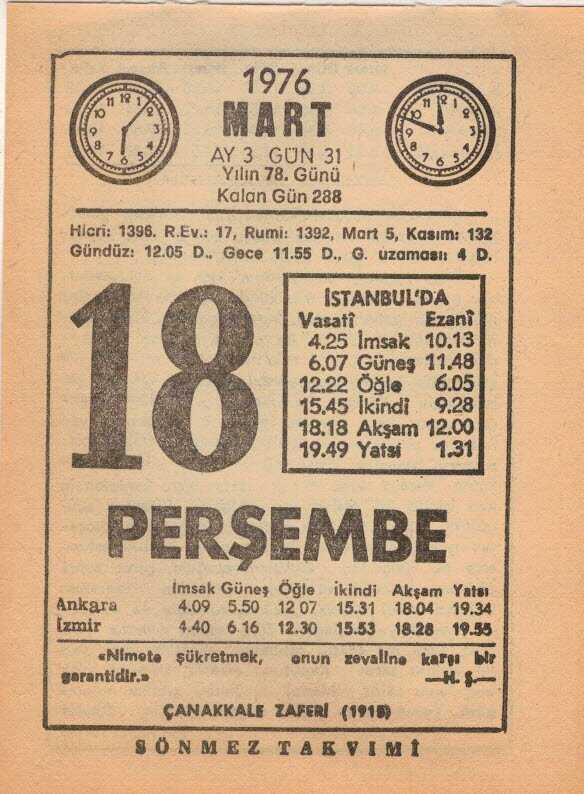 1976
MART
AY 3 GÜN 31
Yılın 78. Günü
Kalan Gün 288
Hicri: 1396. R.Ev.: 17, Rumi: 1392, Mart 5, Kasım: 132
Gündüz: 12.05 D., Gece 11.55 D., G. uzaması: 4 D.
18
İSTANBUL'DA
Vasatî Ezanî
4.25 İmsak 10.13
6.07 Güneş 11.48
12.22 Öğle 6.05
15.45 İkindi 9.28
18.18 Akşam 12.00
19.49 Yatsı 1.31
PERŞEMBE
İmsak Güneş Öğle ikindi Akşam Yatsı
Ankara 4.09 5.50 12 07 15.31 18.04 19.34
İzmir 4.40 6.16 12.30 15.53 18.28 19.55
«Nimete şükretmek, onun zevaline karşı bir
garantidir.» —H. Ş.—
ÇANAKKALE ZAFERİ (1915)
SÖNMEZ TAKVİMİ